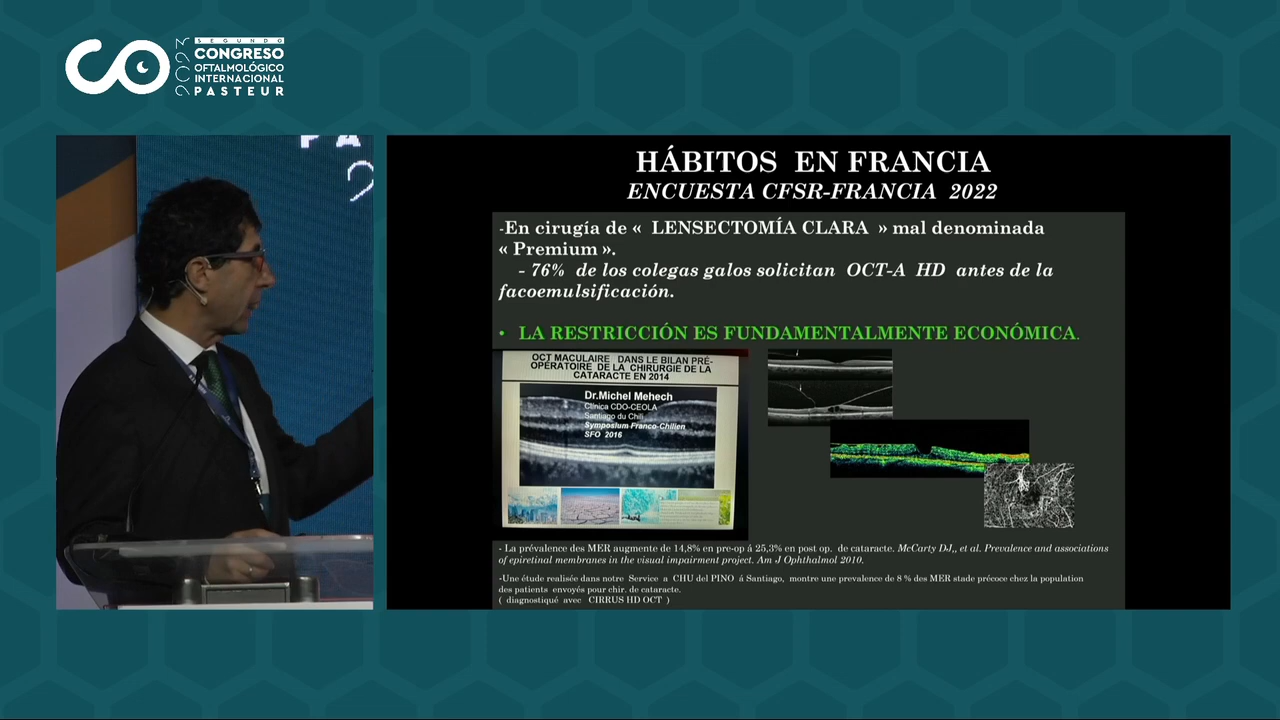 2023
SEGUNDO
CONGRESO
OFTALMOLÓGICO
INTERNACIONAL
PASTEUR
PA
2
HÁBITOS EN FRANCIA
ENCUESTA CFSR-FRANCIA 2022
-En cirugía de « LENSECTOMÍA CLARA » mal denominada
« Premium ».
- 76% de los colegas galos solicitan OCT-A HD antes de la
facoemulsificación.
• LA RESTRICCIÓN ES FUNDAMENTALMENTE ECONÓMICA.
OCT MACULAIRE DANS LE BILAN PRÉ-
OPERATOIRE DE LA CHIRURGIE DE LA
CATARACTE EN 2014
Dr.Michel Mehech
Clínica CDO-CEOLA
Santiago du Chili
Symposium Franco-Chilien
SFO 2016
- La prévalence des MER augmente de 14,8% en pre-op á 25,3% en post op. de cataracte. McCarty DJ,, et al. Prevalence and associations
of epiretinal membranes in the visual impairment project. Am J Ophthalmol 2010.
-Une étude realisée dans notre Service a CHU del PINO á Santiago, montre une prevalence de 8 % des MER stade précoce chez la population
des patients envoyés pour chir. de cataracte.
( diagnostiqué avec CIRRUS HD OCT )